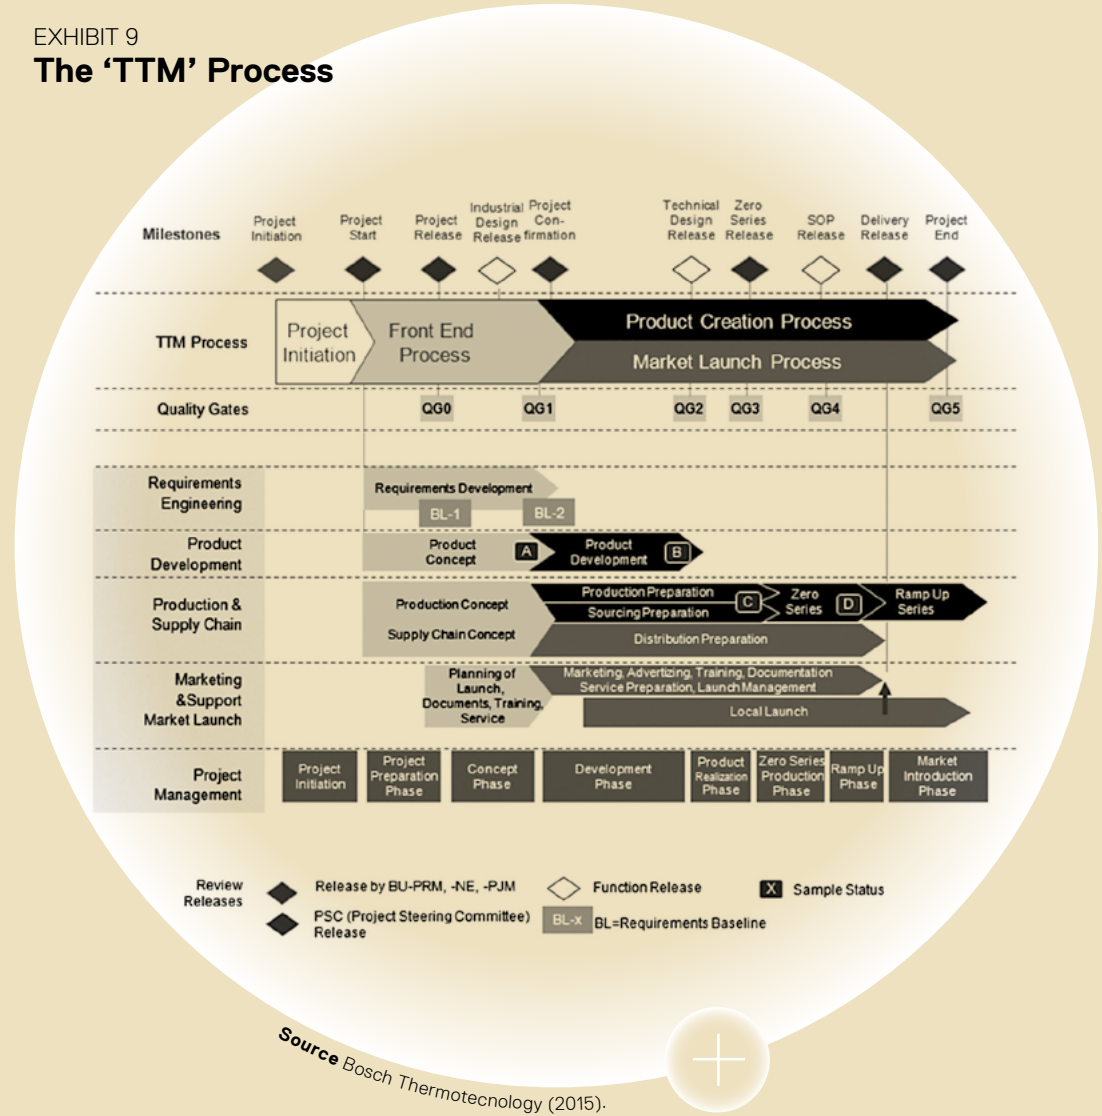 EXHIBIT 9
The ‘TTM’ Process
Milestones
Project
Initiation
Project
Start
Project
Release
Industrial
Design
Release
Project
Con-
firmation
Technical
Design
Release
Zero
Series
Release
SOP
Release
Delivery
Release
Project
End
TTM Process
Project
Initiation
Front End
Process
Product Creation Process
Market Launch Process
Quality Gates
QG0
QG1
QG2
QG3
QG4
QG5
Requirements
Engineering
Requirements Development
BL-1
BL-2
Product
Development
Product
Concept
A
Product
Development
B
Production &
Supply Chain
Production Concept
Supply Chain Concept
Production Preparation
Sourcing Preparation
C
Zero
Series
D
Ramp Up
Series
Distribution Preparation
Marketing
&Support
Market Launch
Planning of
Launch,
Documents, Training,
Service
Marketing, Advertizing, Training, Documentation
Service Preparation, Launch Management
Local Launch
Project
Management
Project
Initiation
Project
Preparation
Phase
Concept
Phase
Development
Phase
Product
Realization
Phase
Zero Series
Production
Phase
Ramp Up
Phase
Market
Introduction
Phase
Review
Releases
Release by BU-PRM, -NE, -PJM
PSC (Project Steering Committee)
Release
Function Release
BL-x
BL=Requirements Baseline
X
Sample Status
Source Bosch Thermotecnology (2015).